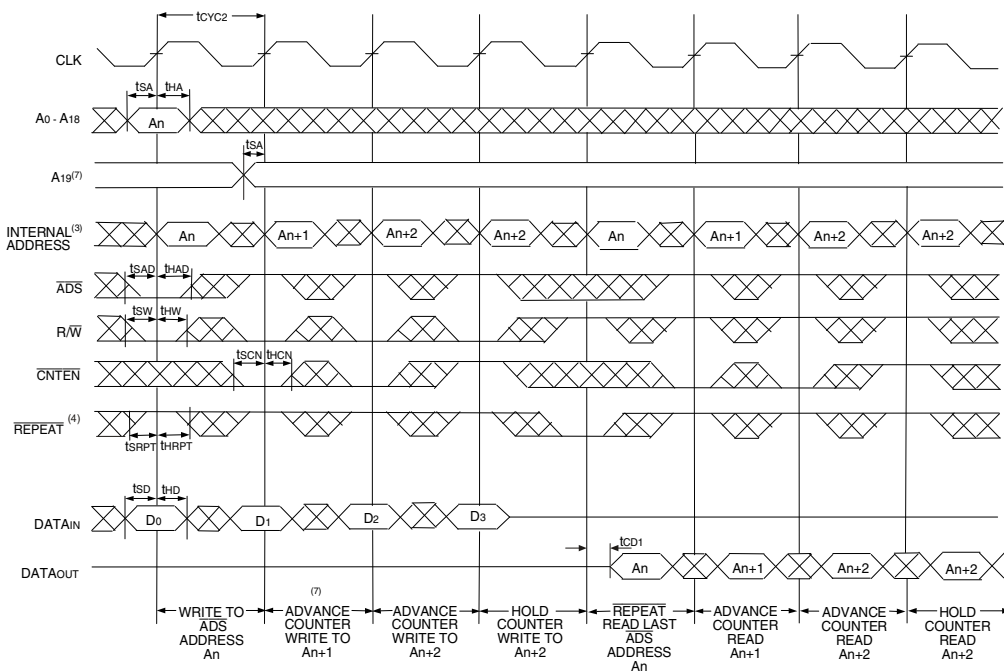 tCYC2
CLK
tSA tHA
A0 - A18 An
tSA
A19(7)
INTERNAL(3) ADDRESS An An+1 An+2 An+2 An An+1 An+2 An+2
tSAD tHAD
ADS
tSW tHW
R/W
tSCN tHCN
CNTEN
REPEAT (4)
tSRPT tHRPT
tSD tHD
DATAIN D0 D1 D2 D3
tCD1
DATAOUT An An+1 An+2 An+2
WRITE TO
ADS
ADDRESS
An
(7)
ADVANCE
COUNTER
WRITE TO
An+1
ADVANCE
COUNTER
WRITE TO
An+2
HOLD
COUNTER
WRITE TO
An+2
REPEAT
READ LAST
ADS
ADDRESS
An
ADVANCE
COUNTER
READ
An+1
ADVANCE
COUNTER
READ
An+2
HOLD
COUNTER
READ
An+2